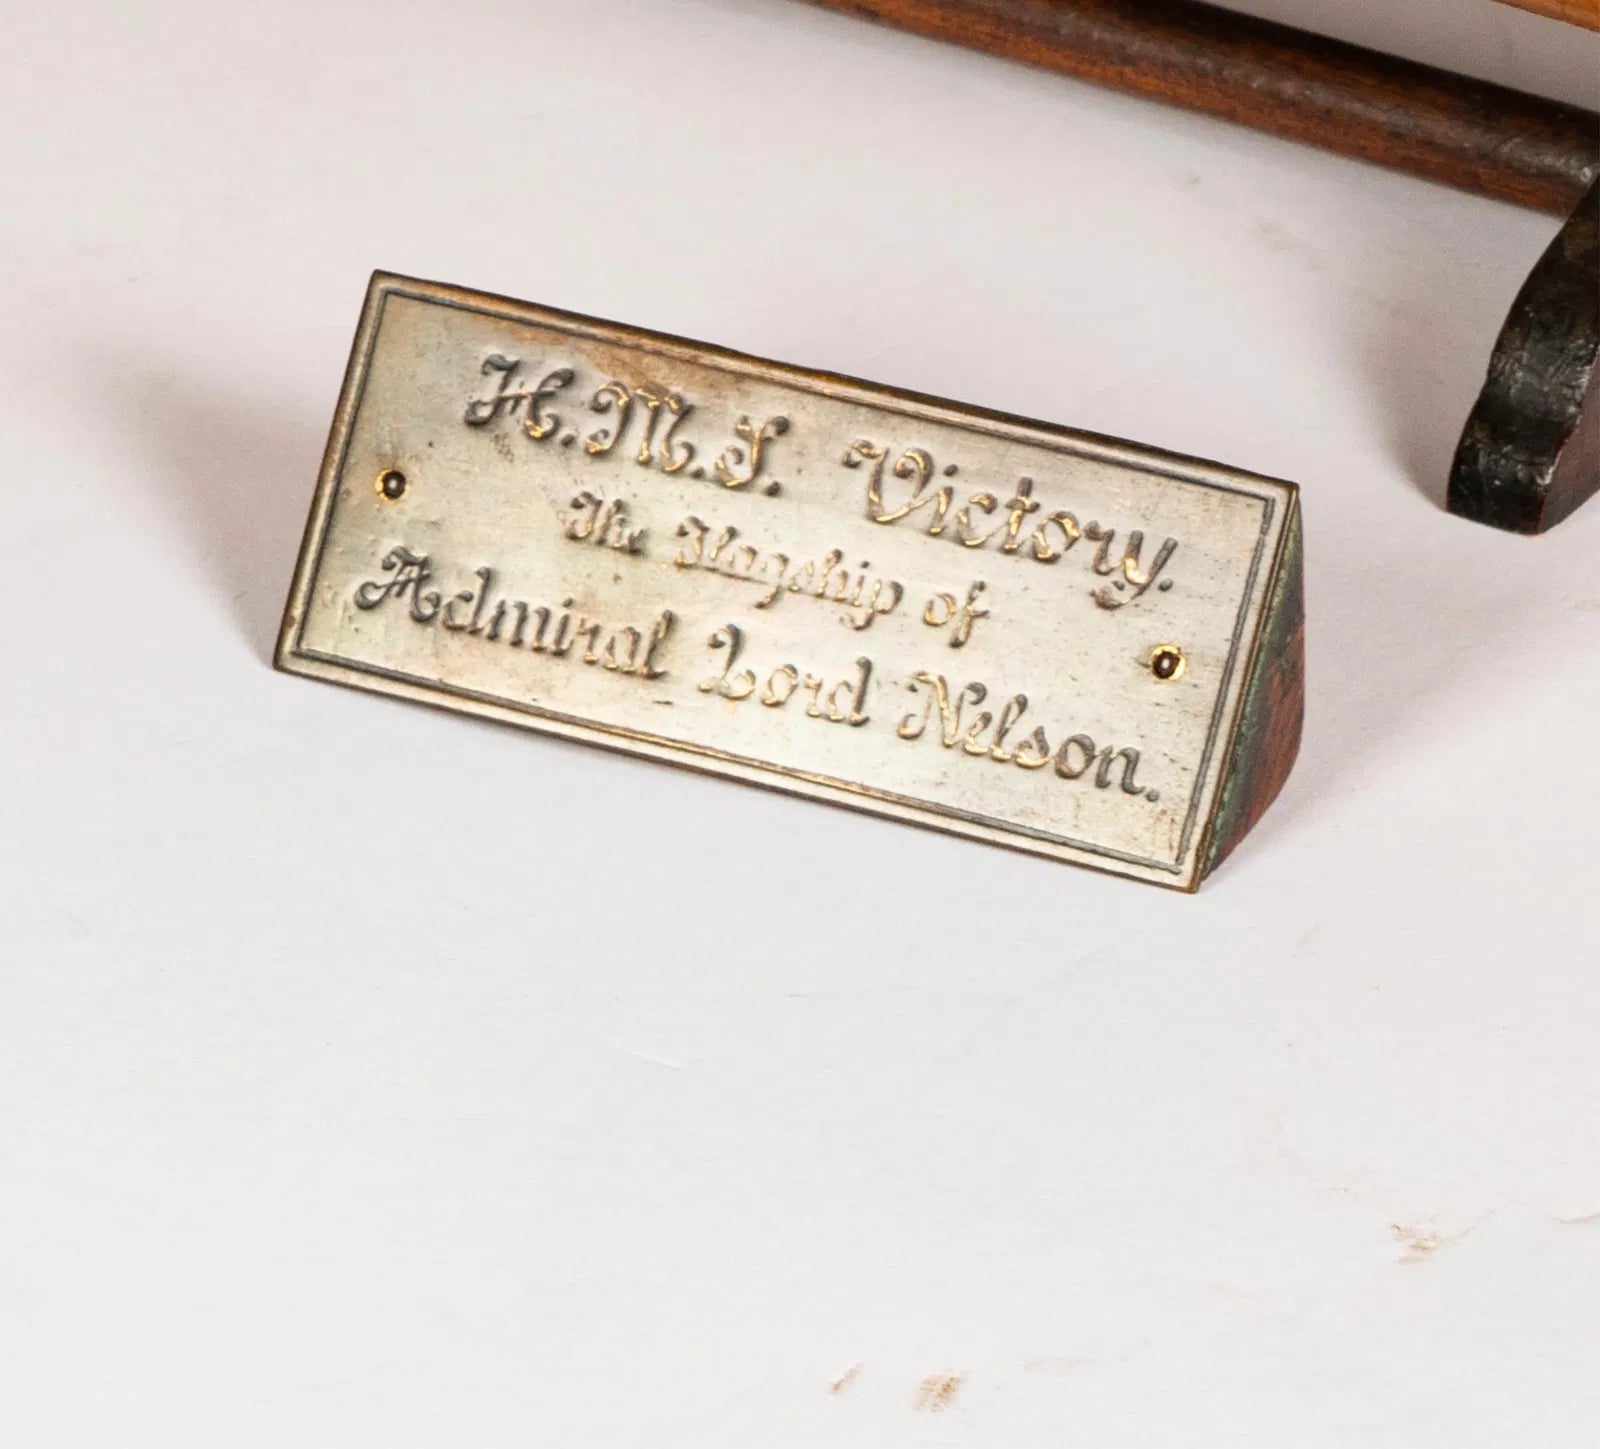 H.M.S. Victory.
The Flagship of
Admiral Lord Nelson.